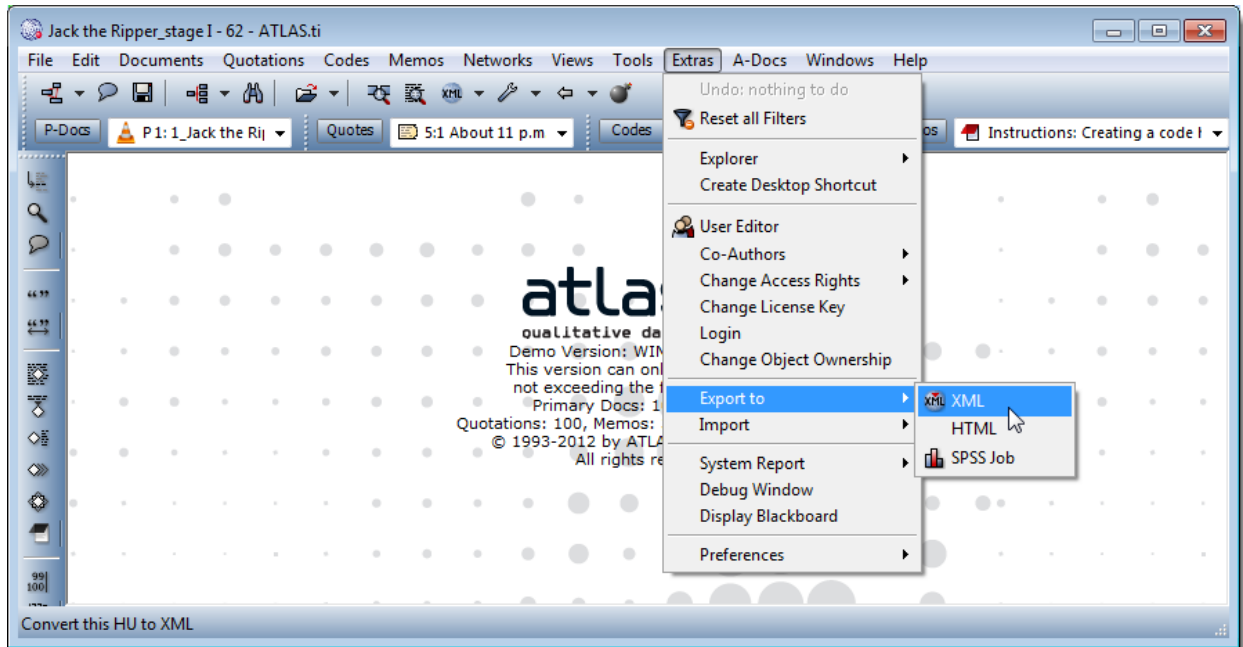 Jack the Ripper_stage I - 62 - ATLAS.ti
File Edit Documents Quotations Codes Memos Networks Views Tools Extras A-Docs Windows Help
XML
P-Docs P 1: 1_Jack the Rip Quotes 5:1 About 11 p.m Codes os Instructions: Creating a code
Undo: nothing to do
Reset all Filters
Explorer
Create Desktop Shortcut
User Editor
Co-Authors
Change Access Rights
Change License Key
Login
Change Object Ownership
Export to
Import
System Report
Debug Window
Display Blackboard
Preferences
XML
HTML
SPSS Job
atlas
qualitative da
Demo Version: WIN
This version can onl
not exceeding the f
Primary Docs: 1
Quotations: 100, Memos:
© 1993-2012 by ATLA
All rights re
99
100
Convert this HU to XML